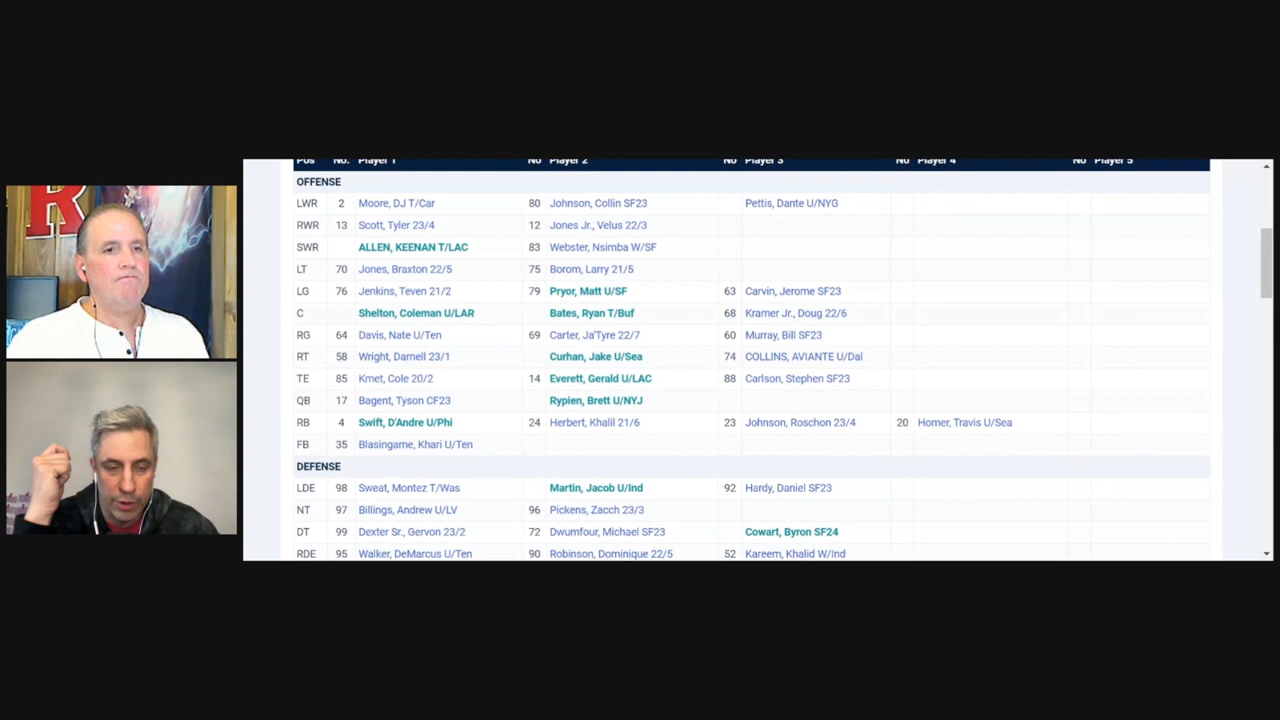 Pos No. Player 1 No Player 2 No Player 3 No Player 4 No Player 5
OFFENSE
LWR 2 Moore, DJ T/Car 80 Johnson, Collin SF23 Pettis, Dante U/NYG
RWR 13 Scott, Tyler 23/4 12 Jones Jr., Velus 22/3
SWR ALLEN, KEENAN T/LAC 83 Webster, Nsimba W/SF
LT 70 Jones, Braxton 22/5 75 Borom, Larry 21/5
LG 76 Jenkins, Teven 21/2 79 Pryor, Matt U/SF 63 Carvin, Jerome SF23
C Shelton, Coleman U/LAR Bates, Ryan T/Buf 68 Kramer Jr., Doug 22/6
RG 64 Davis, Nate U/Ten 69 Carter, Ja'Tyre 22/7 60 Murray, Bill SF23
RT 58 Wright, Darnell 23/1 Curhan, Jake U/Sea 74 COLLINS, AVIANTE U/Dal
TE 85 Kmet, Cole 20/2 14 Everett, Gerald U/LAC 88 Carlson, Stephen SF23
QB 17 Bagent, Tyson CF23 Rypien, Brett U/NYJ
RB 4 Swift, D'Andre U/Phi 24 Herbert, Khalil 21/6 23 Johnson, Roschon 23/4 20 Homer, Travis U/Sea
FB 35 Blasingame, Khari U/Ten
DEFENSE
LDE 98 Sweat, Montez T/Was Martin, Jacob U/Ind 92 Hardy, Daniel SF23
NT 97 Billings, Andrew U/LV 96 Pickens, Zacch 23/3
DT 99 Dexter Sr., Gervon 23/2 72 Dwumfour, Michael SF23 Cowart, Byron SF24
RDE 95 Walker, DeMarcus U/Ten 90 Robinson, Dominique 22/5 52 Kareem, Khalid W/Ind
R